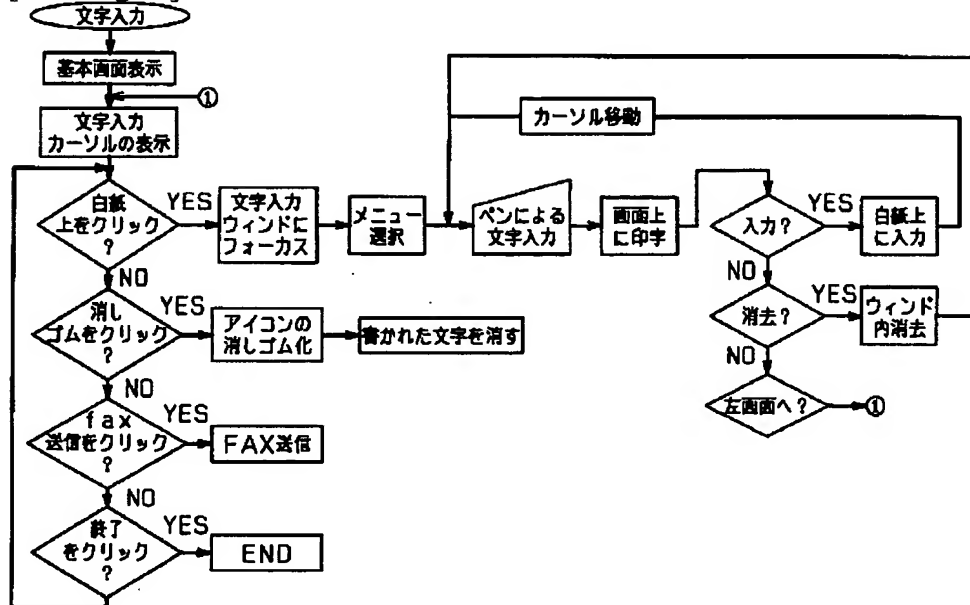 文字入力
基本画面表示
①
文字入力
カーソルの表示
カーソル移動
白紙
上をクリック
?
YES
文字入力
ウィンドに
フォーカス
メニュー
選択
ペンによる
文字入力
画面上
に印字
入力?
YES
白紙上
に入力
NO
NO
消し
ゴムをクリック
?
YES
アイコンの
消しゴム化
書かれた文字を消す
消去?
YES
ウィンド
内消去
NO
NO
左画面へ?
①
fax
送信をクリック
?
YES
FAX送信
NO
終了
をクリック
?
YES
END